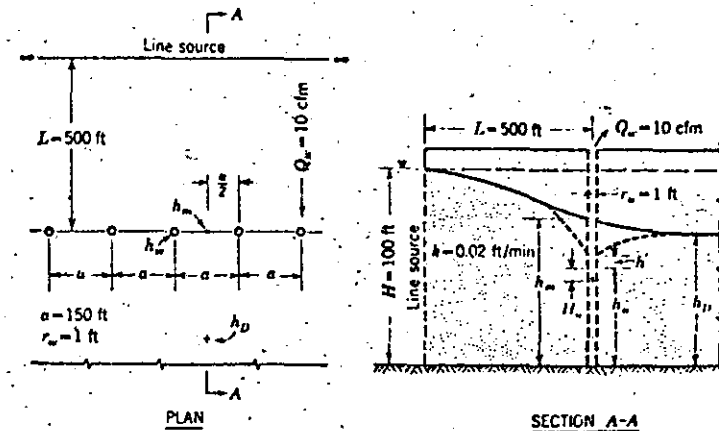 A
Line source
L = 500 ft
Q_w = 10 cfm
a/2
h_m
h_w
a
a
a
a = 150 ft
r_w = 1 ft
h_D
A
PLAN
L = 500 ft
Q_w = 10 cfm
r_w = 1 ft
H = 100 ft
Line source
k = 0.02 ft/min
h_m
h'
h_w
h_D
SECTION A-A